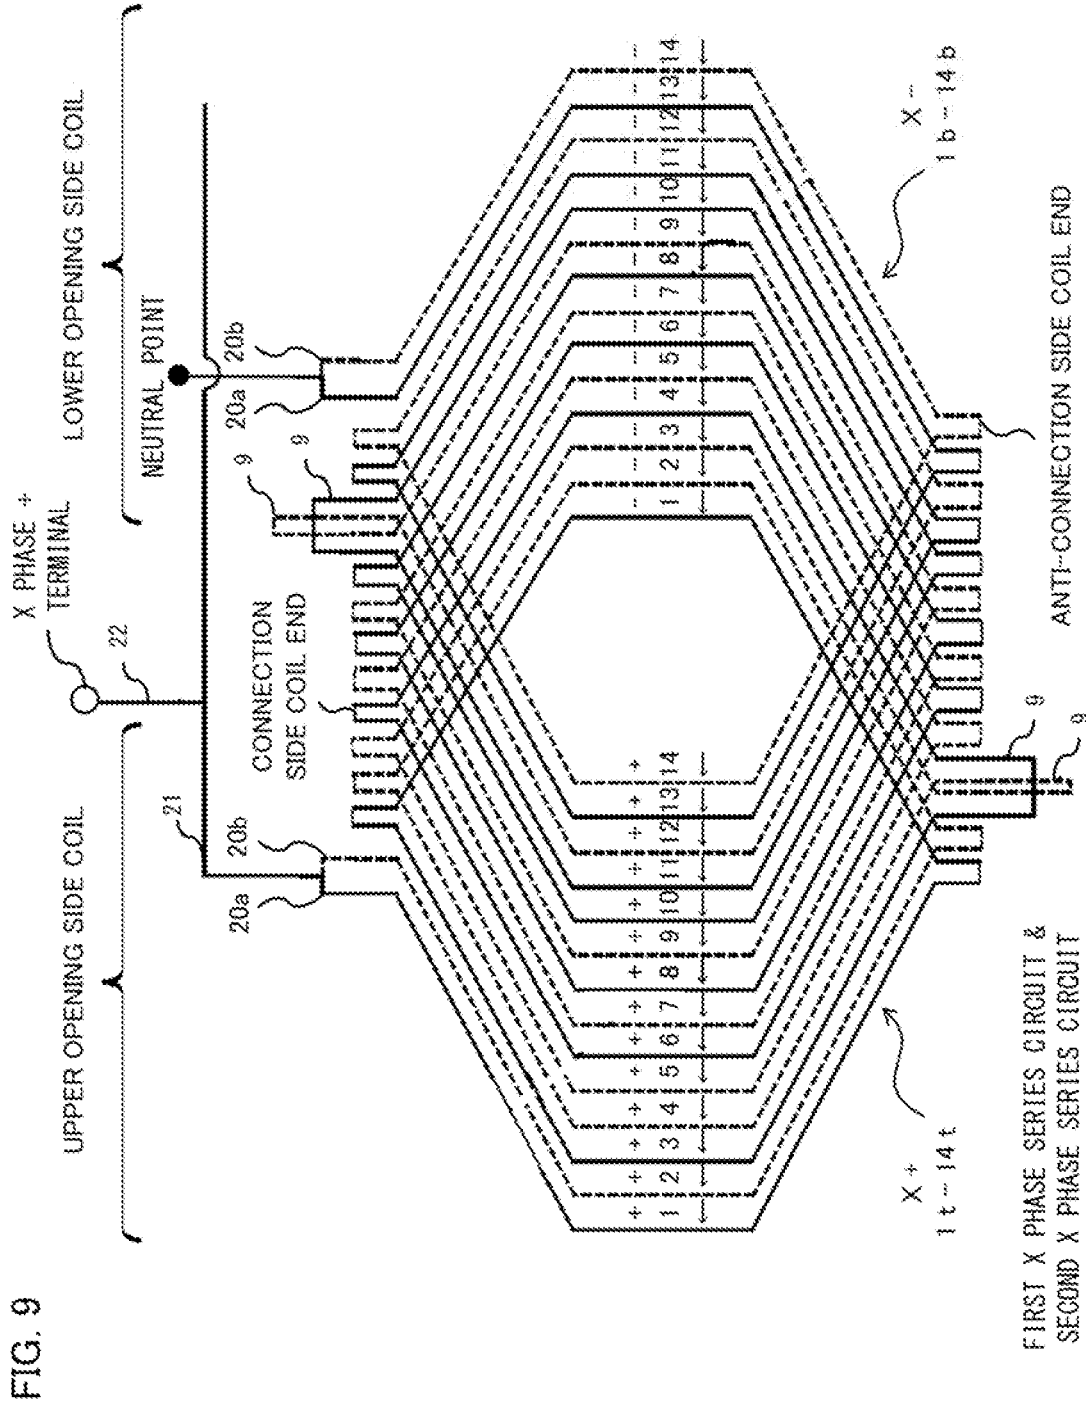 FIG. 9
UPPER OPENING SIDE COIL
LOWER OPENING SIDE COIL
X PHASE +
TERMINAL
NEUTRAL POINT
22
21
20a
20b
20a
20b
9
9
CONNECTION
SIDE COIL END
+ + + + + + + + + + + + + +
1 2 3 4 5 6 7 8 9 10 11 12 13 14
− − − − − − − − − − − − − −
1 2 3 4 5 6 7 8 9 10 11 12 13 14
X+
1t-14t
X-
1b-14b
9
9
ANTI-CONNECTION SIDE COIL END
FIRST X PHASE SERIES CIRCUIT &
SECOND X PHASE SERIES CIRCUIT